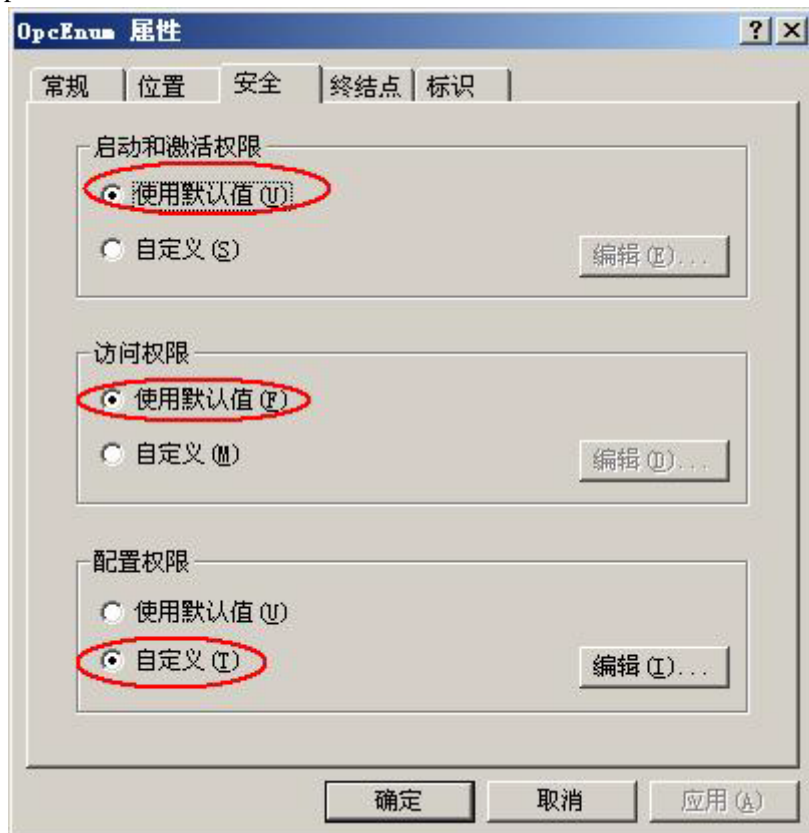 OpcEnum 属性
常规 位置 安全 终结点 标识
启动和激活权限
使用默认值(U)
自定义(S)
编辑(E)...
访问权限
使用默认值(F)
自定义(M)
编辑(D)...
配置权限
使用默认值(U)
自定义(T)
编辑(I)...
确定 取消 应用(A)